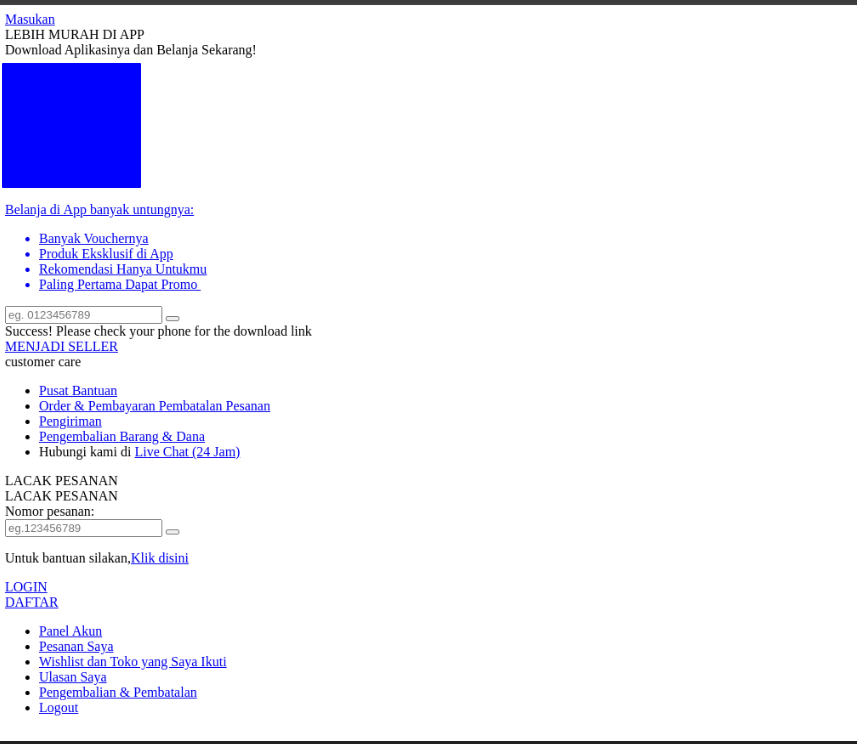 Masukan
LEBIH MURAH DI APP
Download Aplikasinya dan Belanja Sekarang!
Belanja di App banyak untungnya:
Banyak Vouchernya
Produk Eksklusif di App
Rekomendasi Hanya Untukmu
Paling Pertama Dapat Promo
eg. 0123456789
Success! Please check your phone for the download link
MENJADI SELLER
customer care
Pusat Bantuan
Order & Pembayaran Pembatalan Pesanan
Pengiriman
Pengembalian Barang & Dana
Hubungi kami di Live Chat (24 Jam)
LACAK PESANAN
LACAK PESANAN
Nomor pesanan:
eg.123456789
Untuk bantuan silakan,Klik disini
LOGIN
DAFTAR
Panel Akun
Pesanan Saya
Wishlist dan Toko yang Saya Ikuti
Ulasan Saya
Pengembalian & Pembatalan
Logout